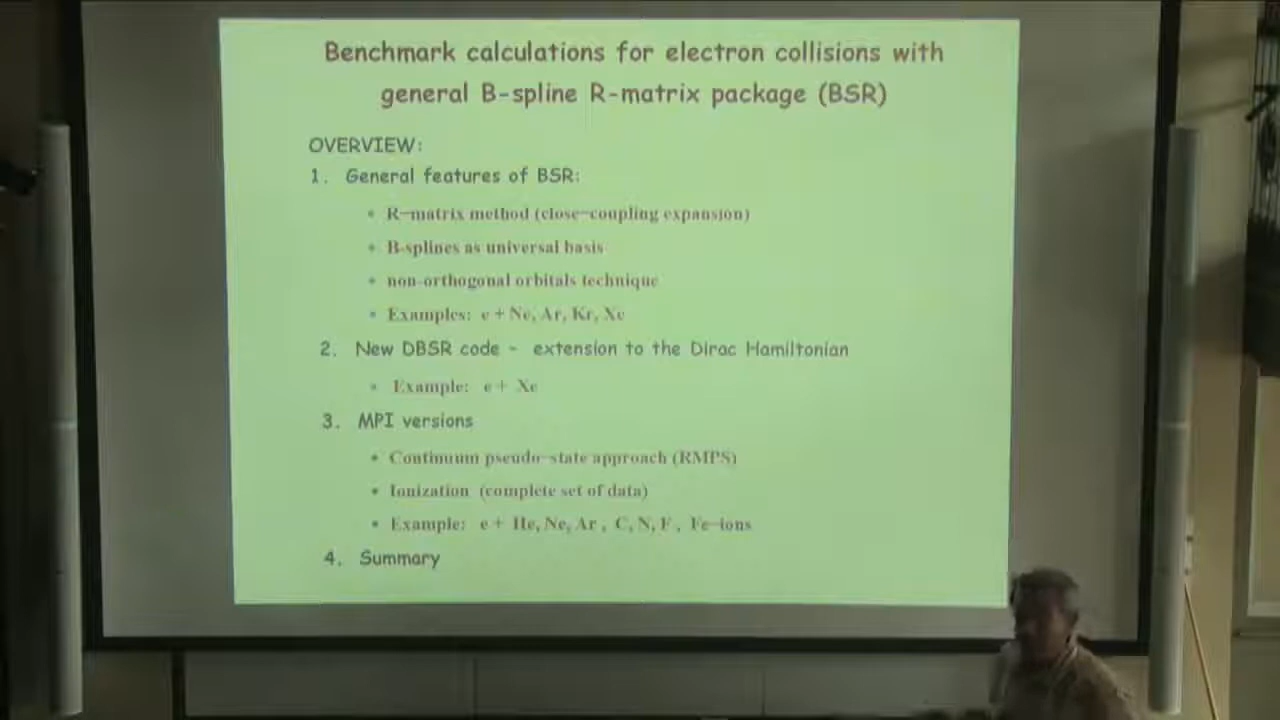 Benchmark calculations for electron collisions with
general B-spline R-matrix package (BSR)
OVERVIEW:
1. General features of BSR:
• R-matrix method (close-coupling expansion)
• B-splines as universal basis
• non-orthogonal orbitals technique
• Examples: e + Ne, Ar, Kr, Xe
2. New DBSR code - extension to the Dirac Hamiltonian
• Example: e + Xe
3. MPI versions
• Continuum pseudo-state approach (RMPS)
• Ionization (complete set of data)
• Example: e + He, Ne, Ar , C, N, F , Fe-ions
4. Summary